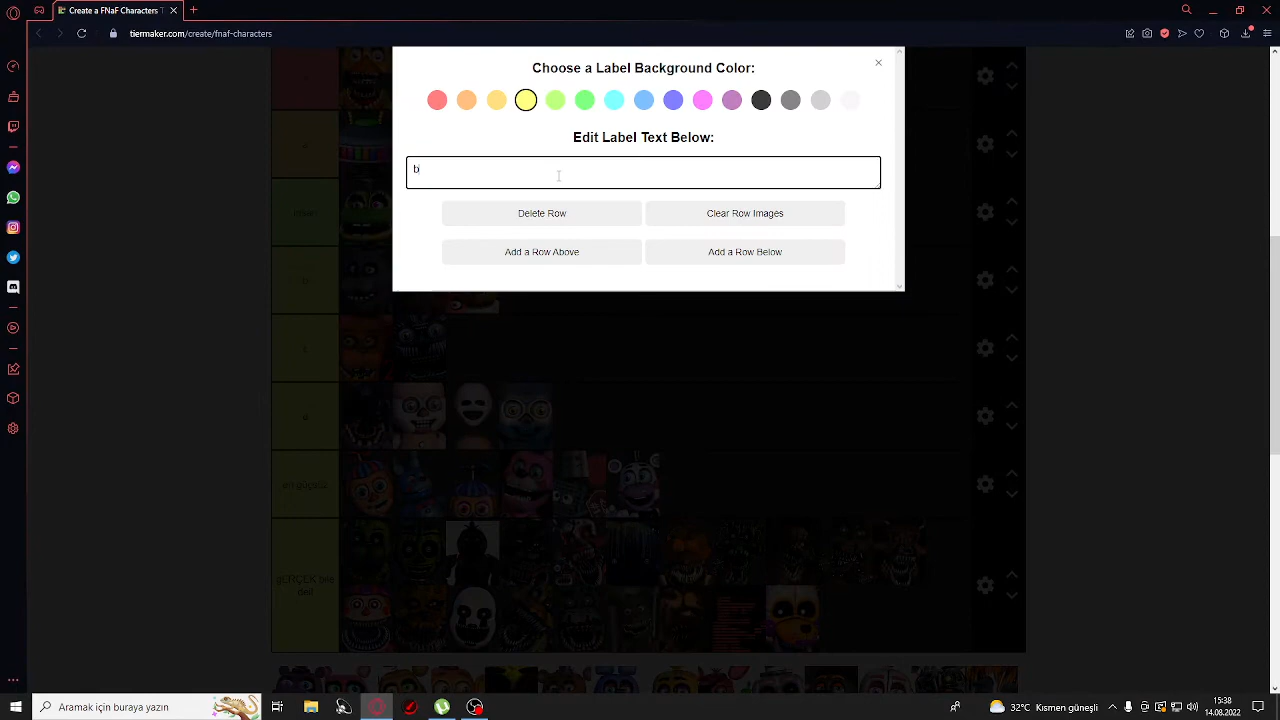 Create a FNaF Characters T
tiermaker.com/create/fnaf-characters
Choose a Label Background Color:
Edit Label Text Below:
b
Delete Row
Clear Row Images
Add a Row Above
Add a Row Below
en güçsüz
gERÇEK bile
deil
Aramak için buraya yazın
32°C Kısmen güneşli
15:38
14.08.2022